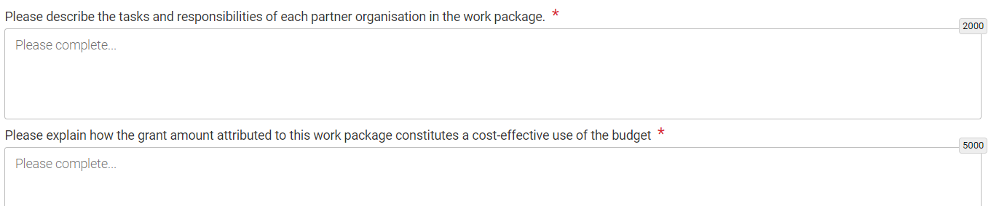 Please describe the tasks and responsibilities of each partner organisation in the work package. *
2000
Please complete...
Please explain how the grant amount attributed to this work package constitutes a cost-effective use of the budget *
5000
Please complete...